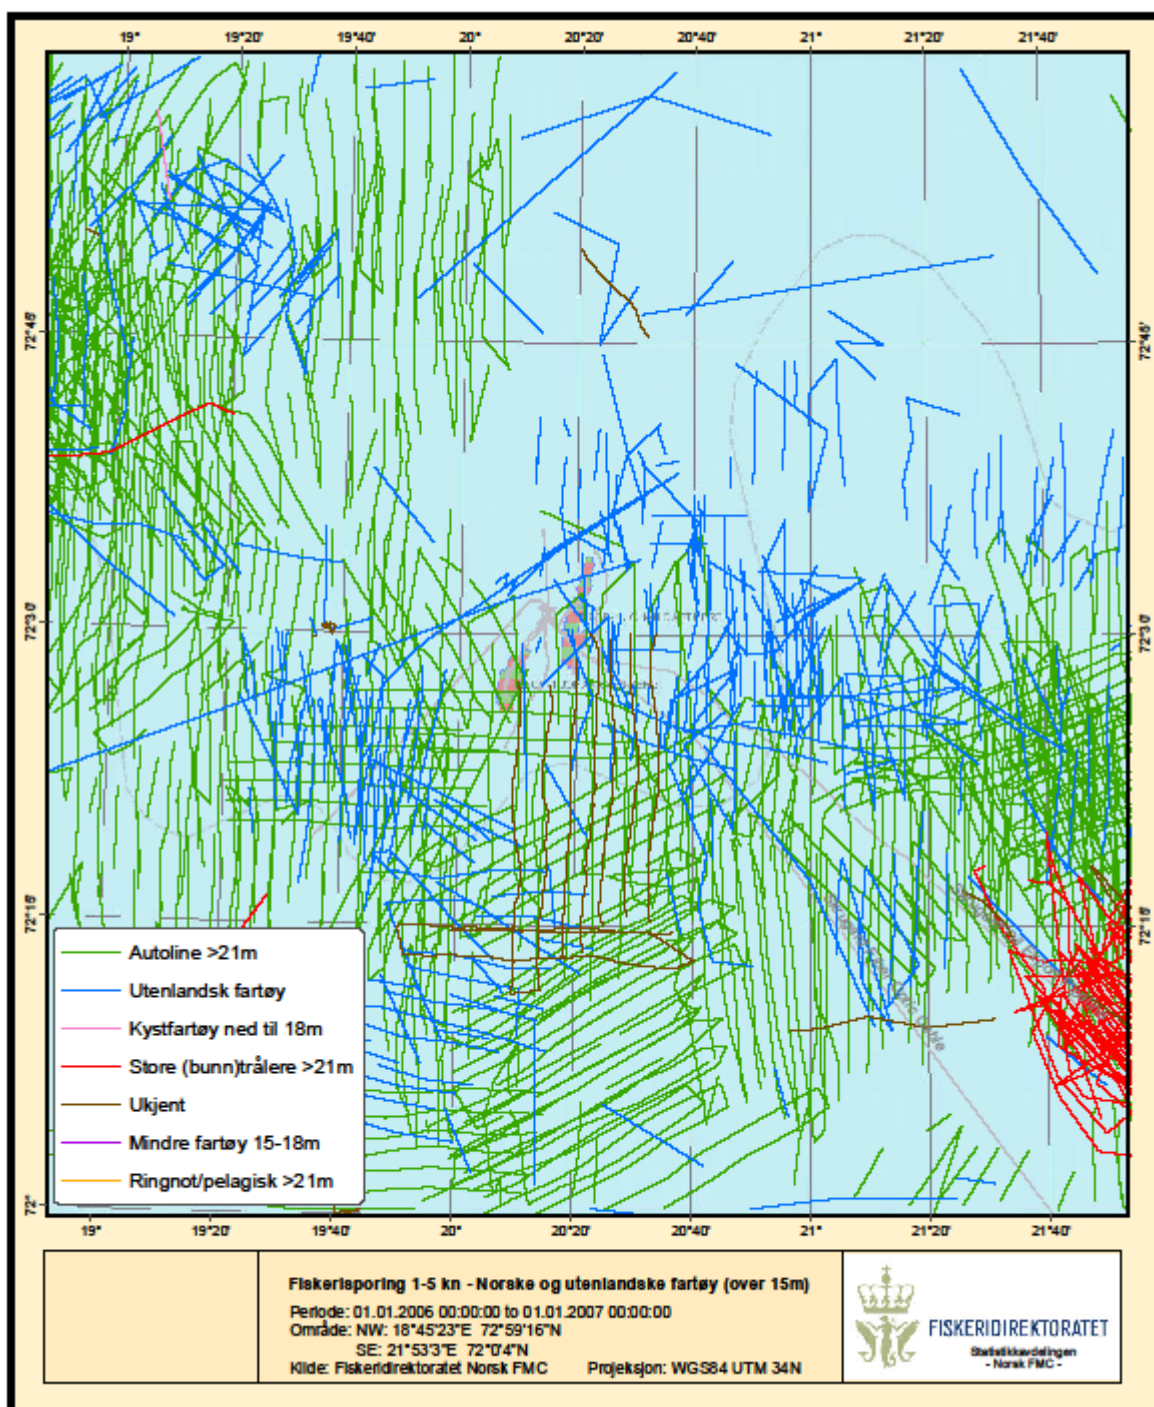 19° 19°20' 19°40' 20° 20°20' 20°40' 21° 21°20' 21°40'
72°45' 72°45'
72°30' 72°30'
72°15' 72°15'
72°
Autoline >21m
Utenlandsk fartøy
Kystfartøy ned til 18m
Store (bunn)trålere >21m
Ukjent
Mindre fartøy 15-18m
Ringnot/pelagisk >21m
19° 19°20' 19°40' 20° 20°20' 20°40' 21° 21°20' 21°40'
Fiskerisporing 1-5 kn - Norske og utenlandske fartøy (over 15m)
Periode: 01.01.2006 00:00:00 to 01.01.2007 00:00:00
Område: NW: 18°45'23"E 72°59'16"N
SE: 21°53'3"E 72°0'4"N
Kilde: Fiskeridirektoratet Norsk FMC Projeksjon: WGS84 UTM 34N
FISKERIDIREKTORATET
Statistikkavdelingen
- Norsk FMC -